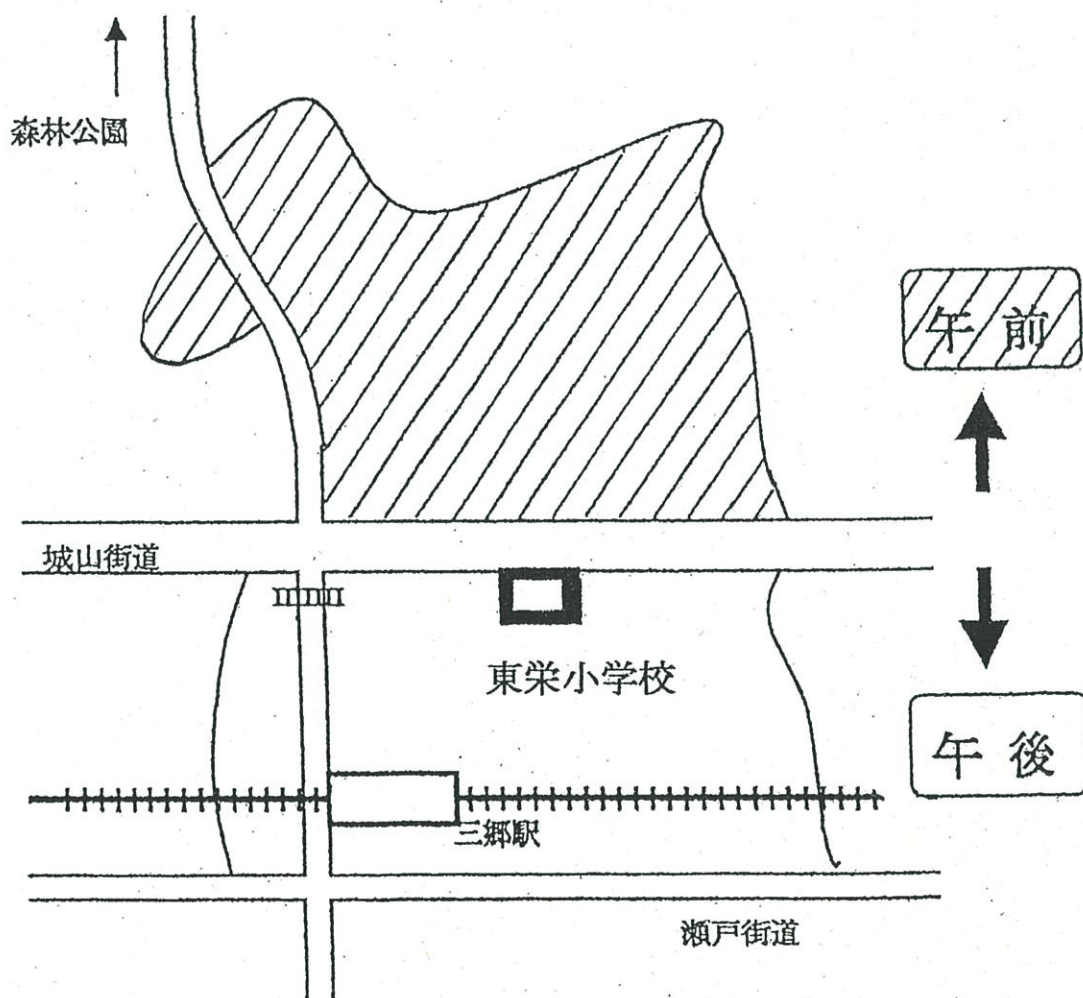 森林公園
午前
城山街道
東栄小学校
午後
三郷駅
瀬戸街道